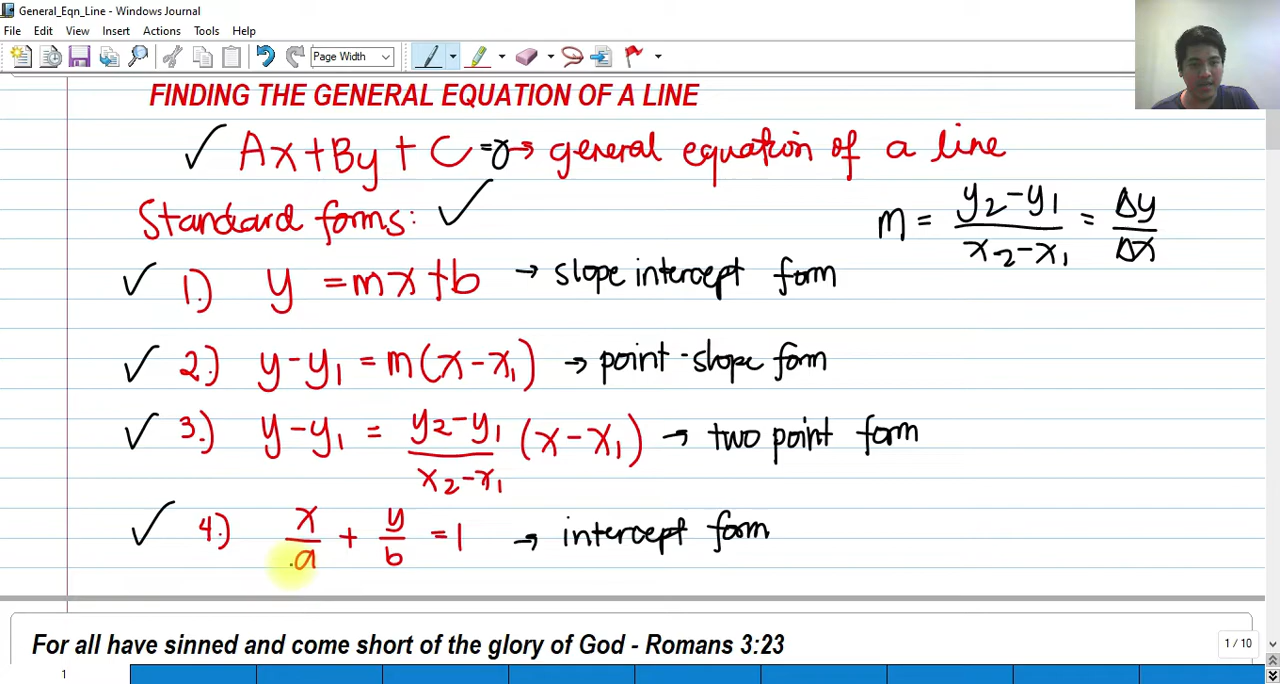 General_Eqn_Line - Windows Journal
File Edit View Insert Actions Tools Help
Page Width
FINDING THE GENERAL EQUATION OF A LINE
✓ Ax+By+C=0→ general equation of a line
Standard forms: ✓
m = y₂-y₁/x₂-x₁ = Δy/Δx
✓ 1.) y =mx+b → slope intercept form
✓ 2.) y-y₁=m(x-x₁) → point-slope form
✓ 3.) y-y₁ = y₂-y₁/x₂-x₁ (x-x₁) → two point form
✓ 4.) x/a + y/b =1 → intercept form
For all have sinned and come short of the glory of God - Romans 3:23
1 / 10
1